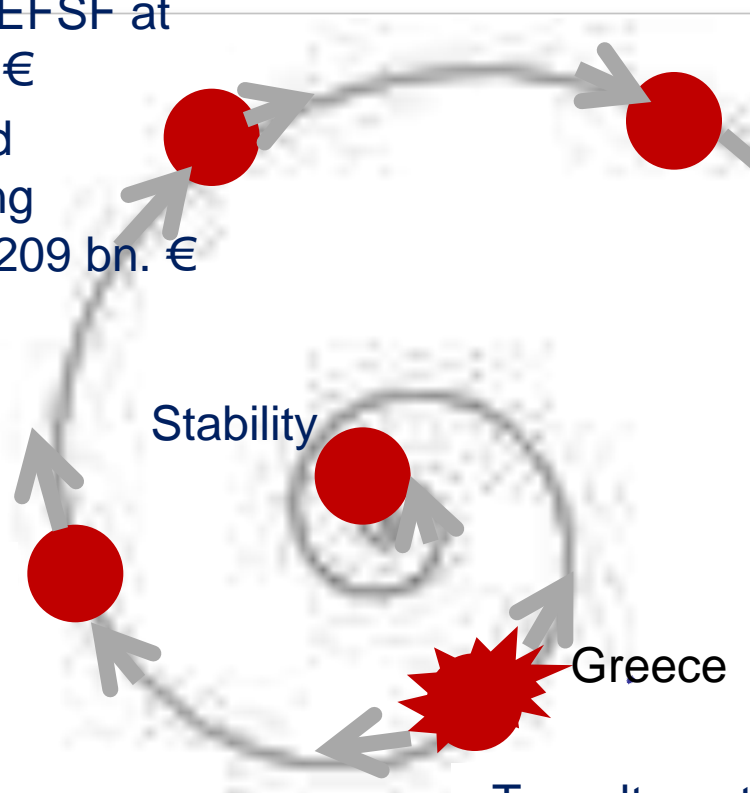 EFSF at
€
d
ng
209 bn. €
Stability
Greece